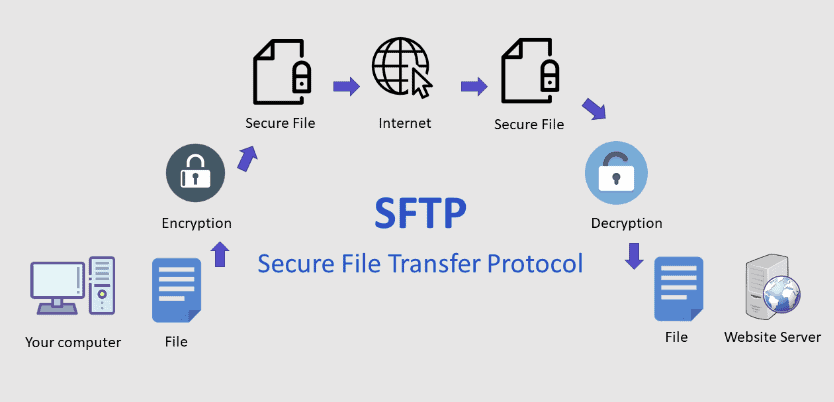 Secure File
Internet
Secure File
Encryption
SFTP
Decryption
Secure File Transfer Protocol
Your computer
File
File
Website Server